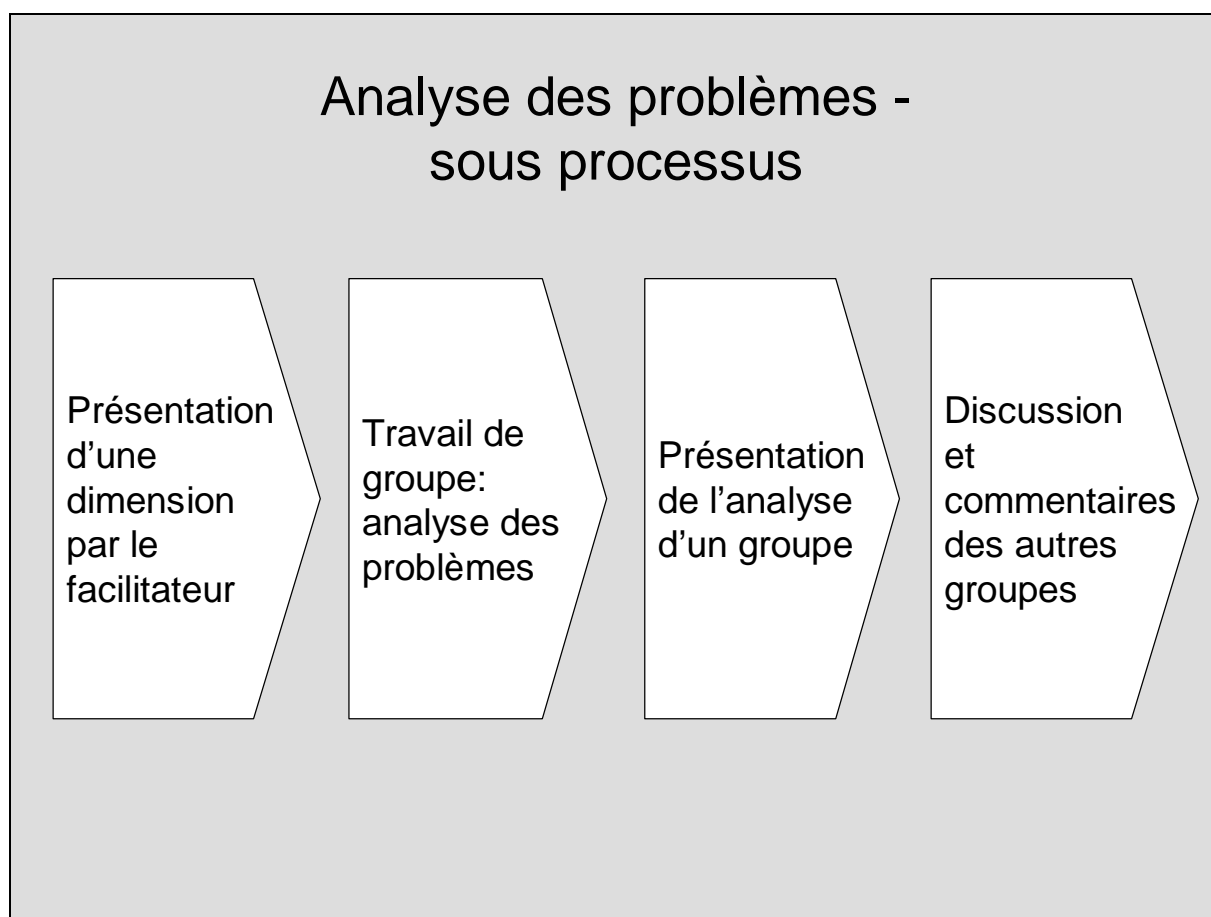 Analyse des problèmes -
sous processus
Présentation
d’une
dimension
par le
facilitateur
Travail de
groupe:
analyse des
problèmes
Présentation
de l’analyse
d’un groupe
Discussion
et
commentaires
des autres
groupes